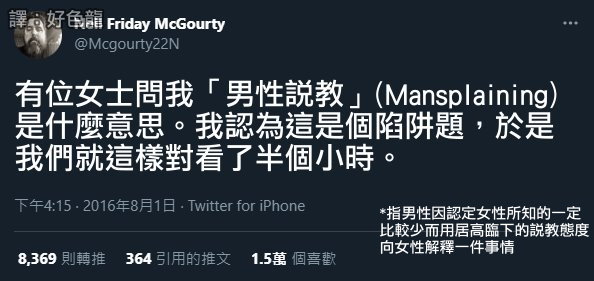 譯：好色龍
Neil Friday McGourty
@Mcgourty22N
有位女士問我「男性説教」(Mansplaining)
是什麼意思。我認為這是個陷阱題，於是
我們就這樣對看了半個小時。
下午4:15 · 2016年8月1日 · Twitter for iPhone
*指男性因認定女性所知的一定
比較少而用居高臨下的説教態度
向女性解釋一件事情
8,369 則轉推 364 引用的推文 1.5萬 個喜歡